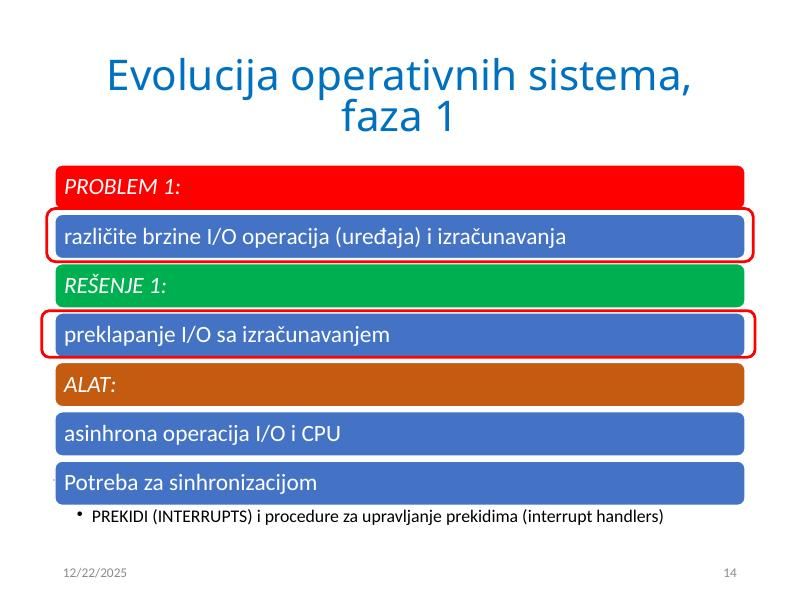 Evolucija operativnih sistema,
faza 1
PROBLEM 1:
različite brzine I/O operacija (uređaja) i izračunavanja
REŠENJE 1:
preklapanje I/O sa izračunavanjem
ALAT:
asinhrona operacija I/O i CPU
Potreba za sinhronizacijom
• PREKIDI (INTERRUPTS) i procedure za upravljanje prekidima (interrupt handlers)
12/22/2025
14